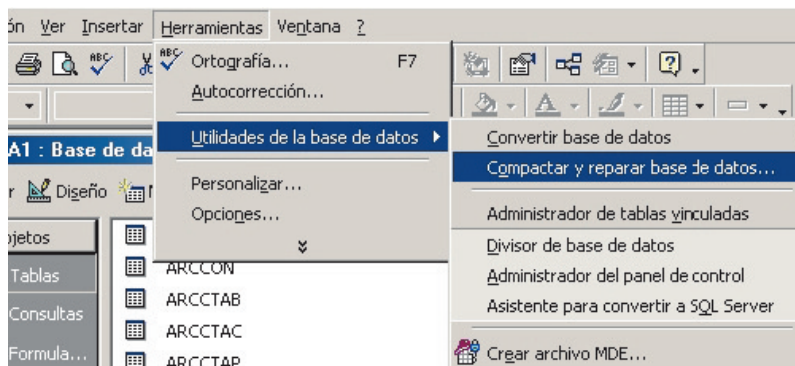 ón Ver Insertar Herramientas Ventana ?
ABC
ABC Ortografía... F7
Autocorrección...
Utilidades de la base de datos
Personalizar...
Opciones...
Convertir base de datos
Compactar y reparar base de datos...
Administrador de tablas vinculadas
Divisor de base de datos
Administrador del panel de control
Asistente para convertir a SQL Server
Crear archivo MDE...
A1 : Base de da
r Diseño
jetos
Tablas
Consultas
Formula...
ARCCON
ARCCTAB
ARCCTAC
ARCCTAP